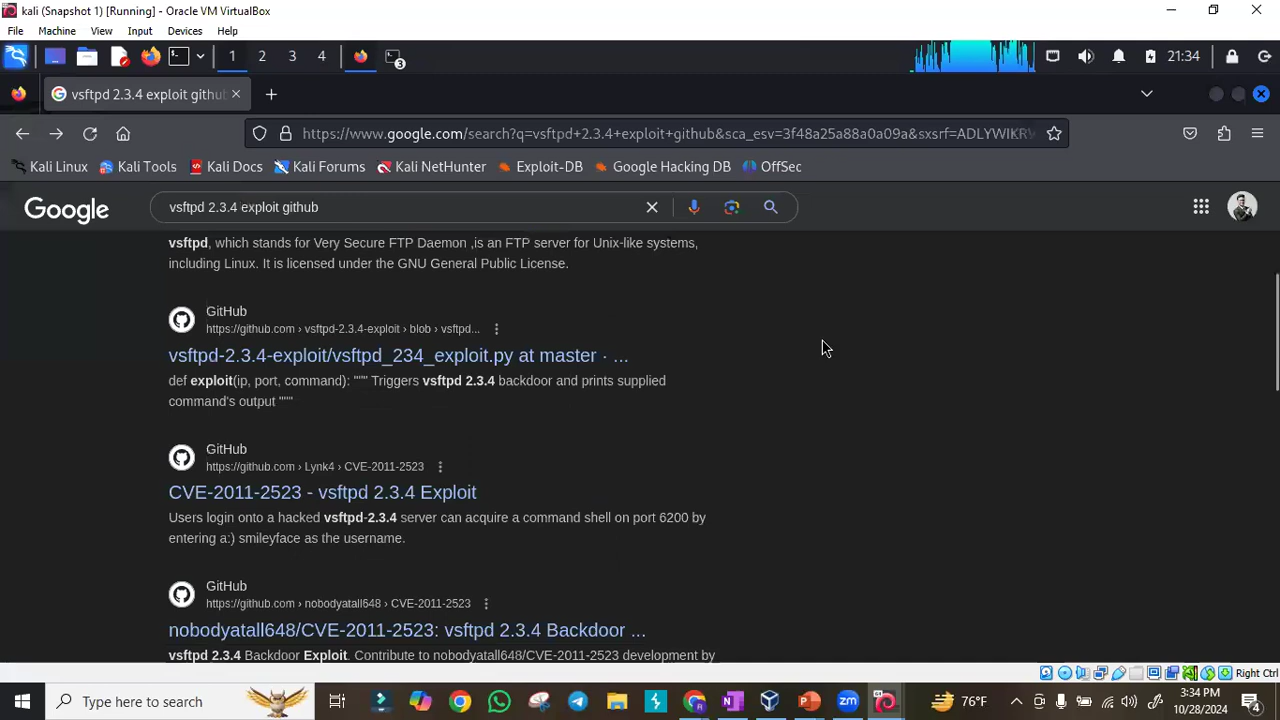 kali (Snapshot 1) [Running] - Oracle VM VirtualBox
File Machine View Input Devices Help
1 2 3 4 3 21:34
vsftpd 2.3.4 exploit github
https://www.google.com/search?q=vsftpd+2.3.4+exploit+github&sca_esv=3f48a25a88a0a09a&sxsrf=ADLYWIKRV
Kali Linux Kali Tools Kali Docs Kali Forums Kali NetHunter Exploit-DB Google Hacking DB OffSec
Google vsftpd 2.3.4 exploit github
vsftpd, which stands for Very Secure FTP Daemon ,is an FTP server for Unix-like systems,
including Linux. It is licensed under the GNU General Public License.
GitHub
https://github.com › vsftpd-2.3.4-exploit › blob › vsftpd...
vsftpd-2.3.4-exploit/vsftpd_234_exploit.py at master · ...
def exploit(ip, port, command): """ Triggers vsftpd 2.3.4 backdoor and prints supplied
command's output """
GitHub
https://github.com › Lynk4 › CVE-2011-2523
CVE-2011-2523 - vsftpd 2.3.4 Exploit
Users login onto a hacked vsftpd-2.3.4 server can acquire a command shell on port 6200 by
entering a:) smileyface as the username.
GitHub
https://github.com › nobodyatall648 › CVE-2011-2523
nobodyatall648/CVE-2011-2523: vsftpd 2.3.4 Backdoor ...
vsftpd 2.3.4 Backdoor Exploit. Contribute to nobodyatall648/CVE-2011-2523 development by
Right Ctrl
Type here to search 76°F 3:34 PM
10/28/2024 4